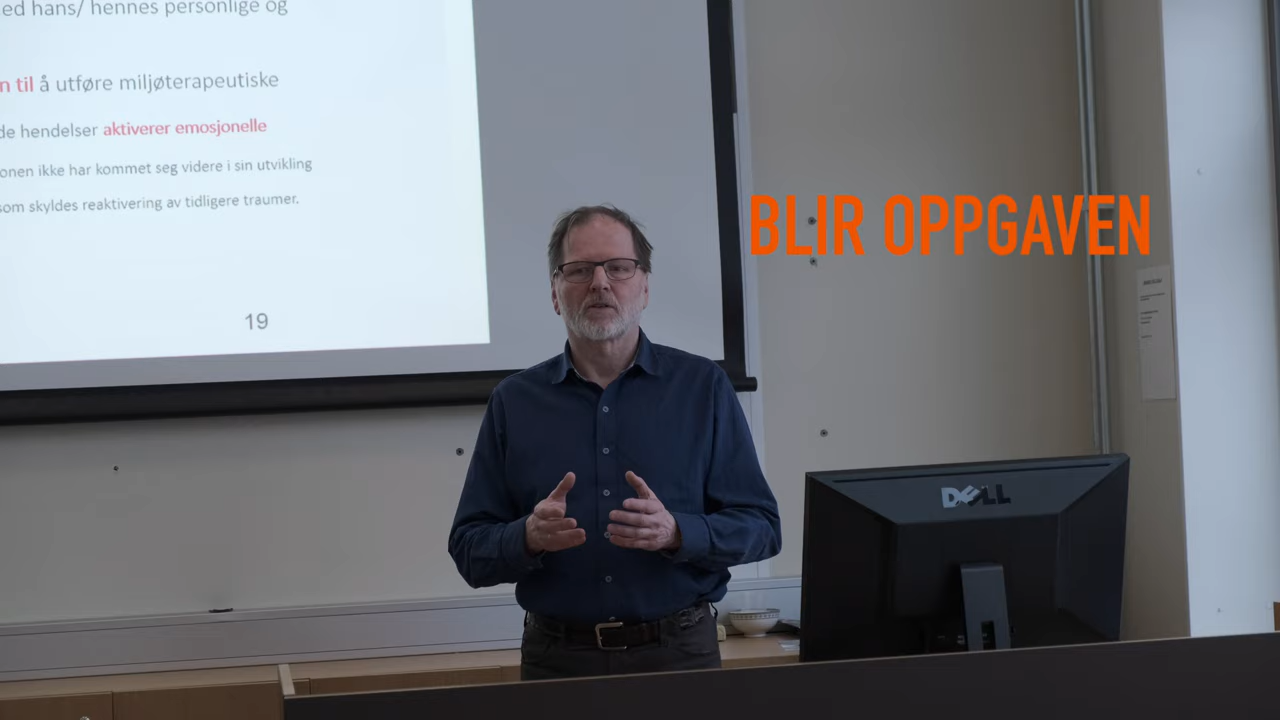 ed hans/ hennes personlige og
n til å utføre miljøterapeutiske
de hendelser aktiverer emosjonelle
onen ikke har kommet seg videre i sin utvikling
som skyldes reaktivering av tidligere traumer.
19
BLIR OPPGAVEN
DELL